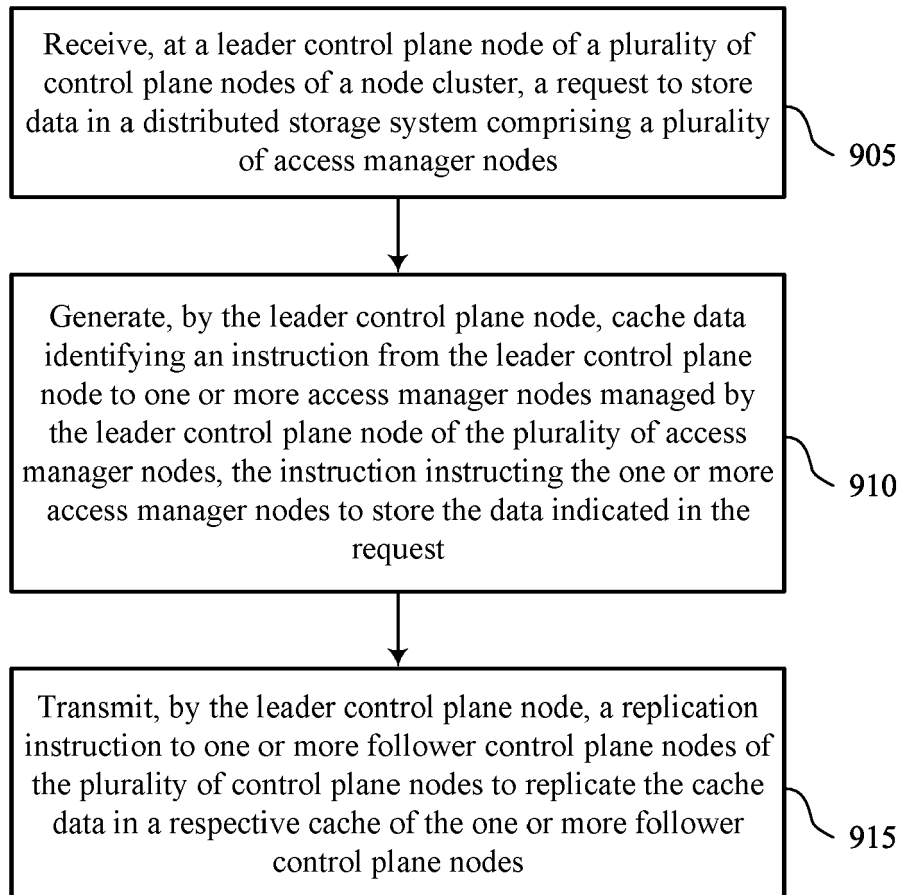 Receive, at a leader control plane node of a plurality of
control plane nodes of a node cluster, a request to store
data in a distributed storage system comprising a plurality
of access manager nodes
905
Generate, by the leader control plane node, cache data
identifying an instruction from the leader control plane
node to one or more access manager nodes managed by
the leader control plane node of the plurality of access
manager nodes, the instruction instructing the one or more
access manager nodes to store the data indicated in the
request
910
Transmit, by the leader control plane node, a replication
instruction to one or more follower control plane nodes of
the plurality of control plane nodes to replicate the cache
data in a respective cache of the one or more follower
control plane nodes
915